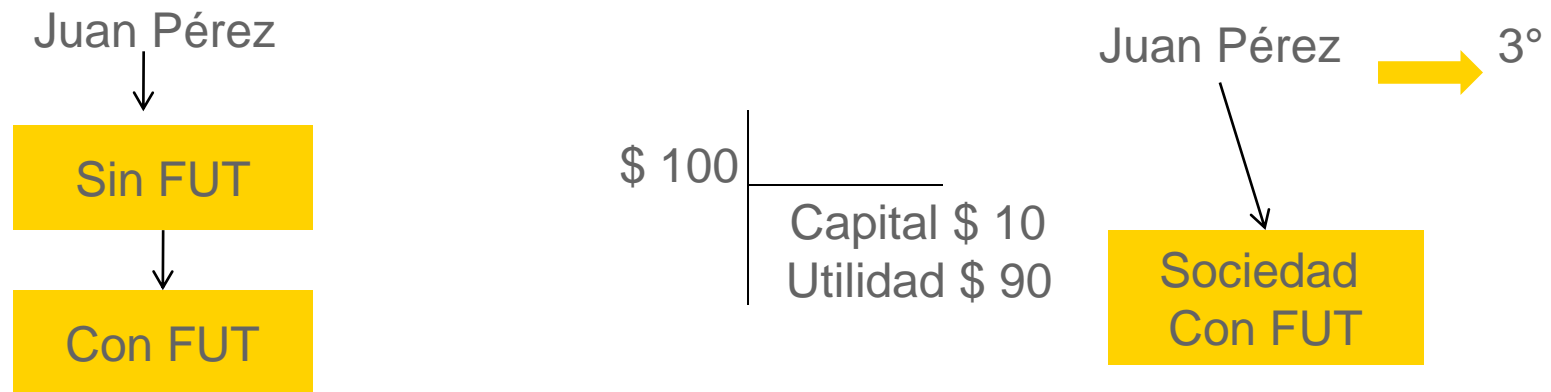 Juan Pérez
Sin FUT
Con FUT
$ 100
Capital $ 10
Utilidad $ 90
Juan Pérez
3°
Sociedad
Con FUT